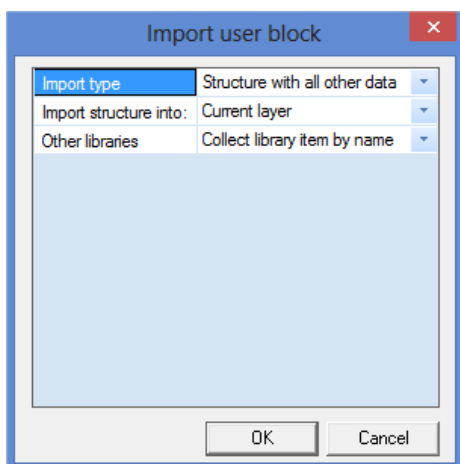 Import user block
Import type Structure with all other data
Import structure into: Current layer
Other libraries Collect library item by name
OK Cancel